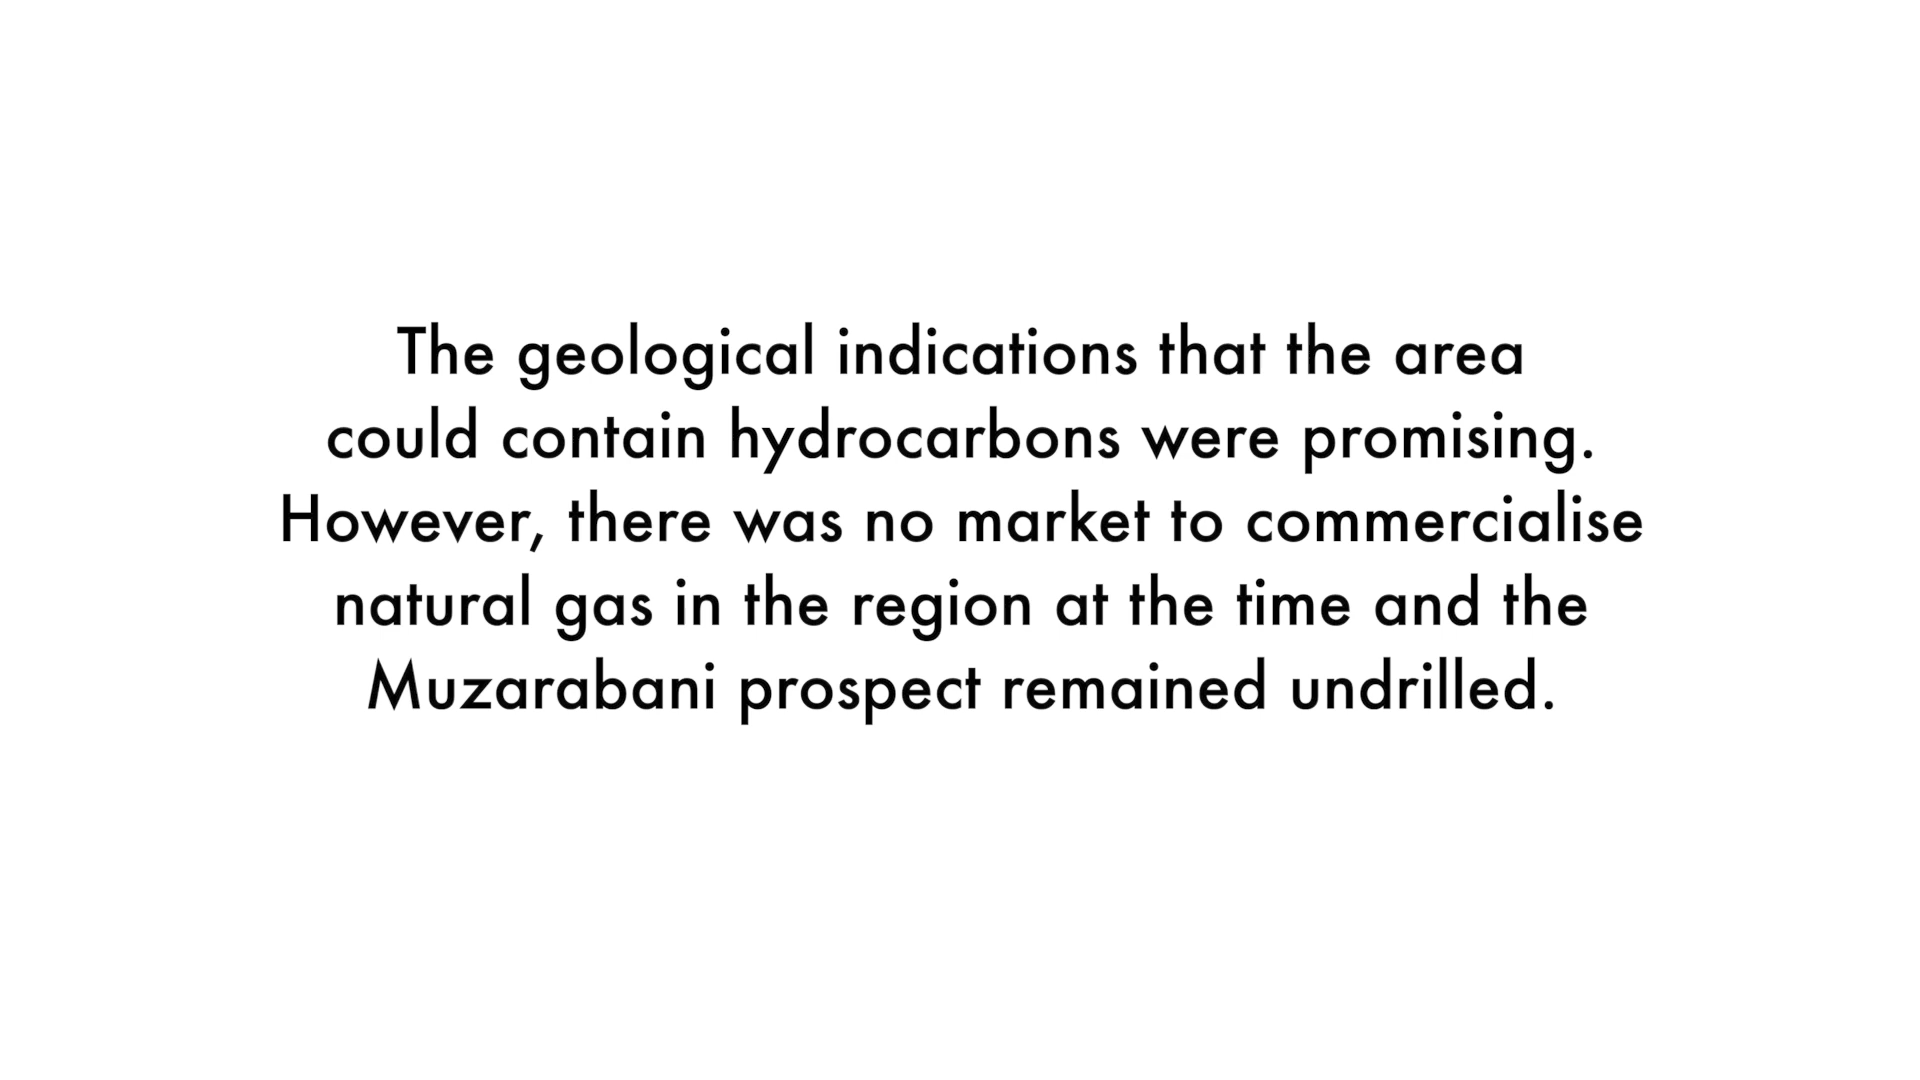 The geological indications that the area
could contain hydrocarbons were promising.
However, there was no market to commercialise
natural gas in the region at the time and the
Muzarabani prospect remained undrilled.